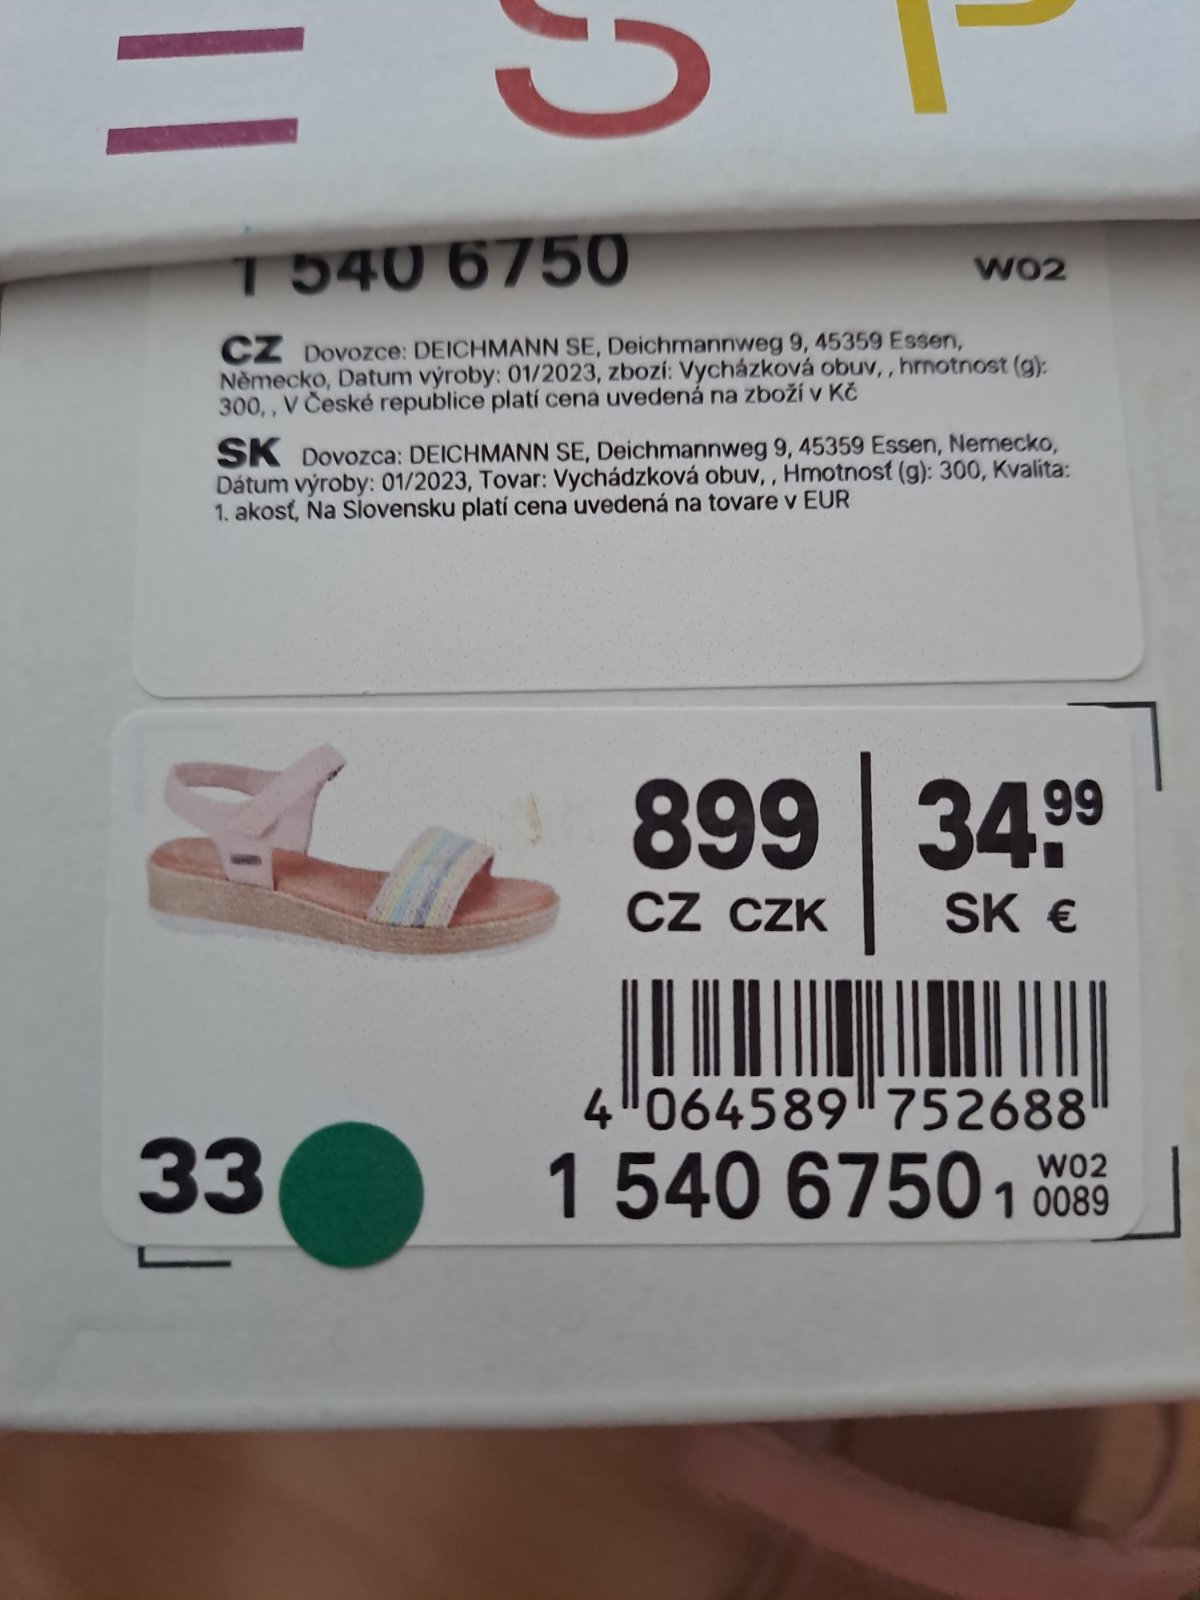 ESP
1 540 6750 W02
CZ Dovozce: DEICHMANN SE, Deichmannweg 9, 45359 Essen,
Německo, Datum výroby: 01/2023, zbozí: Vycházková obuv, , hmotnost (g):
300, , V České republice platí cena uvedená na zboží v Kč
SK Dovozca: DEICHMANN SE, Deichmannweg 9, 45359 Essen, Nemecko,
Dátum výroby: 01/2023, Tovar: Vychádzková obuv, , Hmotnosť (g): 300, Kvalita:
1. akosť, Na Slovensku platí cena uvedená na tovare v EUR
899 34.99
CZ CZK SK €
4 064589 752688
33 1 540 6750 1 W02
0089